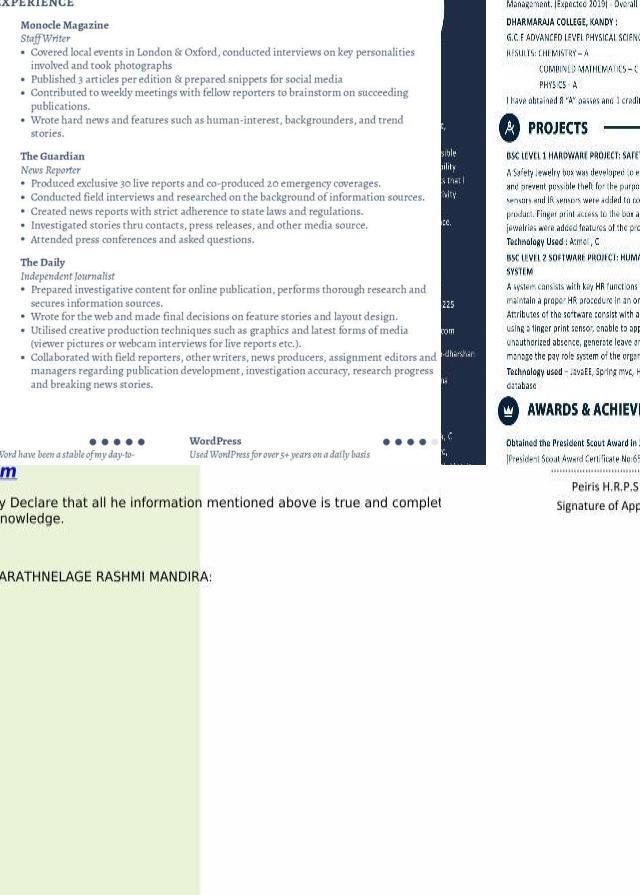 EXPERIENCE
Monocle Magazine
Staff Writer
• Covered local events in London & Oxford, conducted interviews on key personalities
involved and took photographs
• Published 3 articles per edition & prepared snippets for social media
• Contributed to weekly meetings with fellow reporters to brainstorm on succeeding
publications.
• Wrote hard news and features such as human-interest, backgrounders, and trend
stories.
The Guardian
News Reporter
• Produced exclusive 30 live reports and co-produced 20 emergency coverages.
• Conducted field interviews and researched on the background of information sources.
• Created news reports with strict adherence to state laws and regulations.
• Investigated stories thru contacts, press releases, and other media source.
• Attended press conferences and asked questions.
The Daily
Independent Journalist
• Prepared investigative content for online publication, performs thorough research and
secures information sources.
• Wrote for the web and made final decisions on feature stories and layout design.
• Utilised creative production techniques such as graphics and latest forms of media
(viewer pictures or webcam interviews for live reports etc.).
• Collaborated with field reporters, other writers, news producers, assignment editors and
managers regarding publication development, investigation accuracy, research progress
and breaking news stories.
WordPress
Word have been a stable of my day-to-
Used WordPress for over 5+ years on a daily basis
225
com
-dharshan
, C
Management. [Expected 2019] - Overall
DHARMARAJA COLLEGE, KANDY :
G.C.E ADVANCED LEVEL PHYSICAL SCIENC
RESULTS: CHEMISTRY – A
COMBINED MATHEMATICS – C
PHYSICS - A
I have obtained 8 "A" passes and 1 credi
PROJECTS
BSC LEVEL 1 HARDWARE PROJECT: SAFET
A Safety Jewelry box was developed to e
and prevent possible theft for the purpo
sensors and IR sensors were added to co
product. Finger print access to the box a
jewelries were added features of the pro
Technology Used : Atmel , C
BSC LEVEL 2 SOFTWARE PROJECT: HUMA
SYSTEM
A system consists with key HR functions
maintain a proper HR procedure in an or
Attributes of the software consist with a
using a finger print sensor, enable to app
unauthorized absence, generate leave an
manage the pay role system of the organ
Technology used – JavaEE, Spring mvc, H
database
AWARDS & ACHIEVE
Obtained the President Scout Award in
[President Scout Award Certificate No:65
m
y Declare that all he information mentioned above is true and complet
nowledge.
ARATHNELAGE RASHMI MANDIRA:
Peiris H.R.P.S
Signature of App